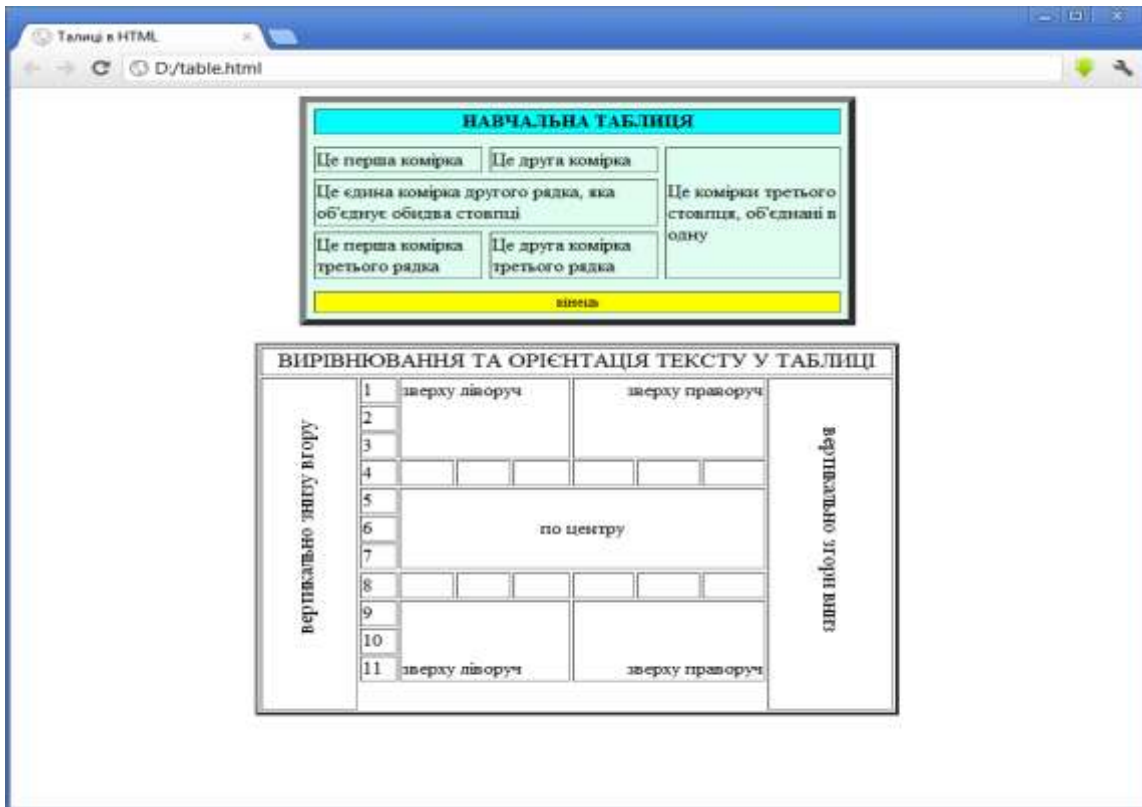 Талиці в HTML
D:/table.html
НАВЧАЛЬНА ТАБЛИЦЯ
Це перша комірка
Це друга комірка
Це комірки третього
стовпця, об'єднані в
одну
Це єдина комірка другого рядка, яка
об'єднує обидва стовпці
Це перша комірка
третього рядка
Це друга комірка
третього рядка
кінець
ВИРІВНЮВАННЯ ТА ОРІЄНТАЦІЯ ТЕКСТУ У ТАБЛИЦІ
вертикально знизу вгору
1
зверху ліворуч
зверху праворуч
вертикально згори вниз
2
3
4
5
6
по центру
7
8
9
10
11
зверху ліворуч
зверху праворуч